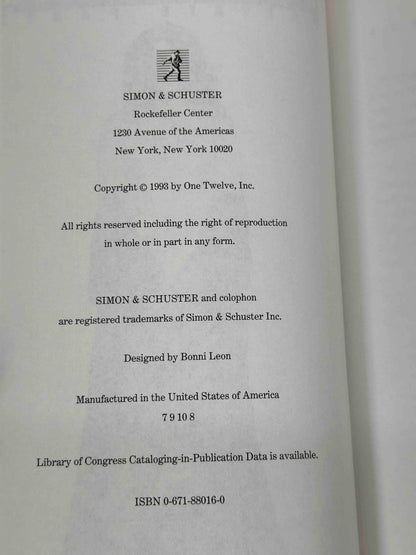 SIMON & SCHUSTER
Rockefeller Center
1230 Avenue of the Americas
New York, New York 10020
Copyright © 1993 by One Twelve, Inc.
All rights reserved including the right of reproduction
in whole or in part in any form.
SIMON & SCHUSTER and colophon
are registered trademarks of Simon & Schuster Inc.
Designed by Bonni Leon
Manufactured in the United States of America
7 9 10 8
Library of Congress Cataloging-in-Publication Data is available.
ISBN 0-671-88016-0